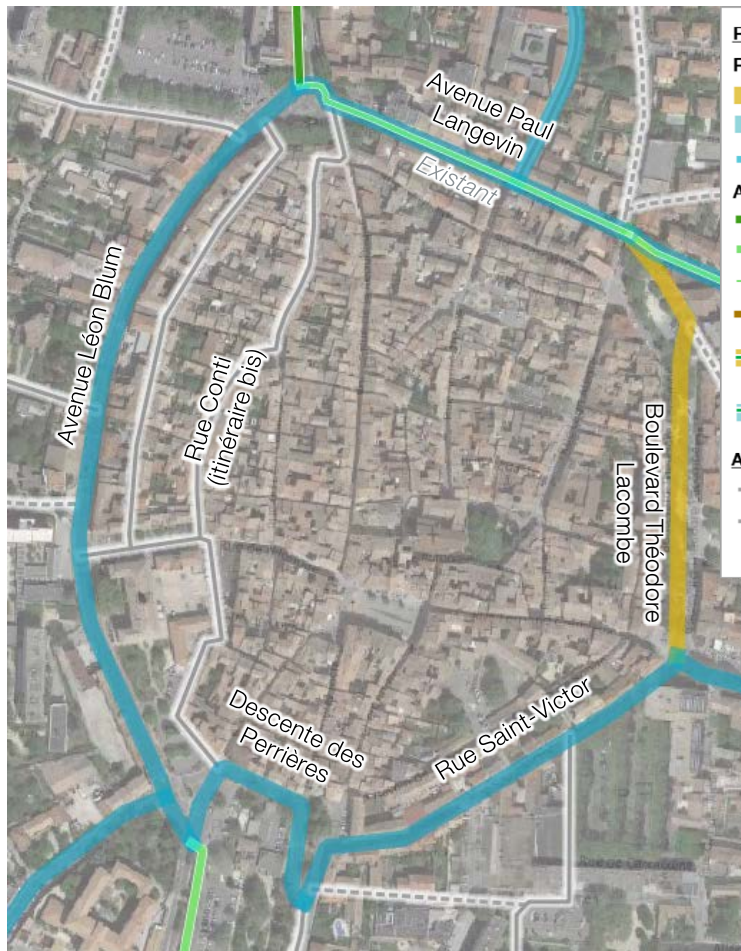 Avenue Paul
Langevin
Existant
Avenue Léon Blum
Rue Conti
(itinéraire bis)
Boulevard Théodore
Lacombe
Descente des
Perrières
Rue Saint-Victor